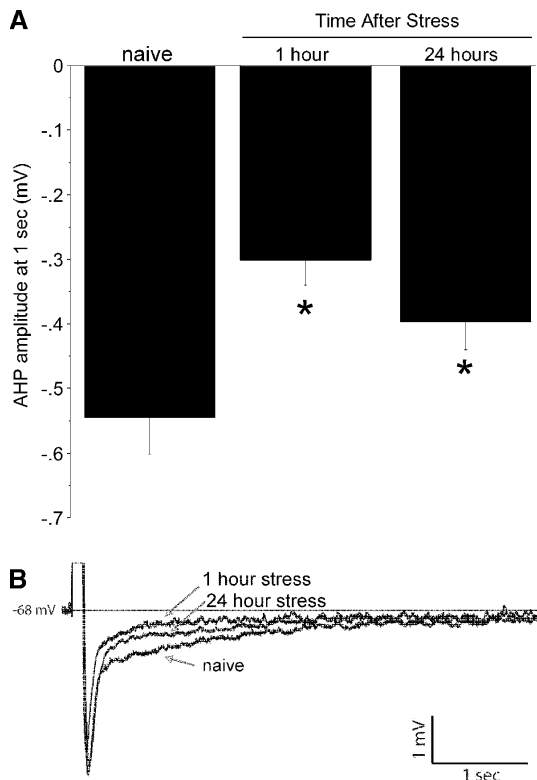 A
Time After Stress
naive
1 hour
24 hours
AHP amplitude at 1 sec (mV)
0
-.1
-.2
-.3
-.4
-.5
-.6
-.7
*
*
B
1 hour stress
24 hour stress
-68 mV
naive
1 mV
1 sec